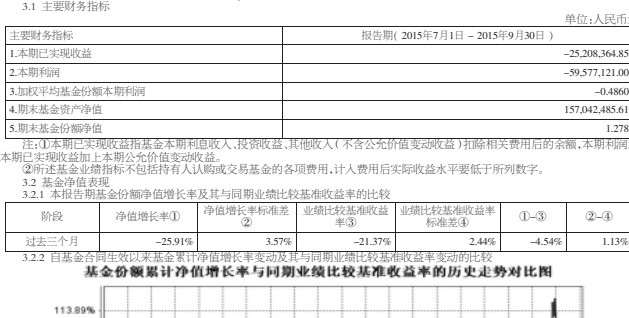 3.1 主要财务指标
单位：人民币
主要财务指标 报告期( 2015年7月1日 – 2015年9月30日 )
1.本期已实现收益 –25,208,364.85
2.本期利润 –59,577,121.00
3.加权平均基金份额本期利润 –0.4860
4.期末基金资产净值 157,042,485.61
5.期末基金份额净值 1.278
注:①本期已实现收益指基金本期利息收入、投资收益、其他收入( 不含公允价值变动收益 )扣除相关费用后的余额,本期利润
本期已实现收益加上本期公允价值变动收益。
②所述基金业绩指标不包括持有人认购或交易基金的各项费用,计入费用后实际收益水平要低于所列数字。
3.2 基金净值表现
3.2.1 本报告期基金份额净值增长率及其与同期业绩比较基准收益率的比较
阶段 净值增长率① 净值增长率标准差② 业绩比较基准收益率③ 业绩比较基准收益率标准差④ ①–③ ②–④
过去三个月 –25.91% 3.57% –21.37% 2.44% –4.54% 1.13%
3.2.2 自基金合同生效以来基金累计净值增长率变动及其与同期业绩比较基准收益率变动的比较
基金份额累计净值增长率与同期业绩比较基准收益率的历史走势对比图
113.89%